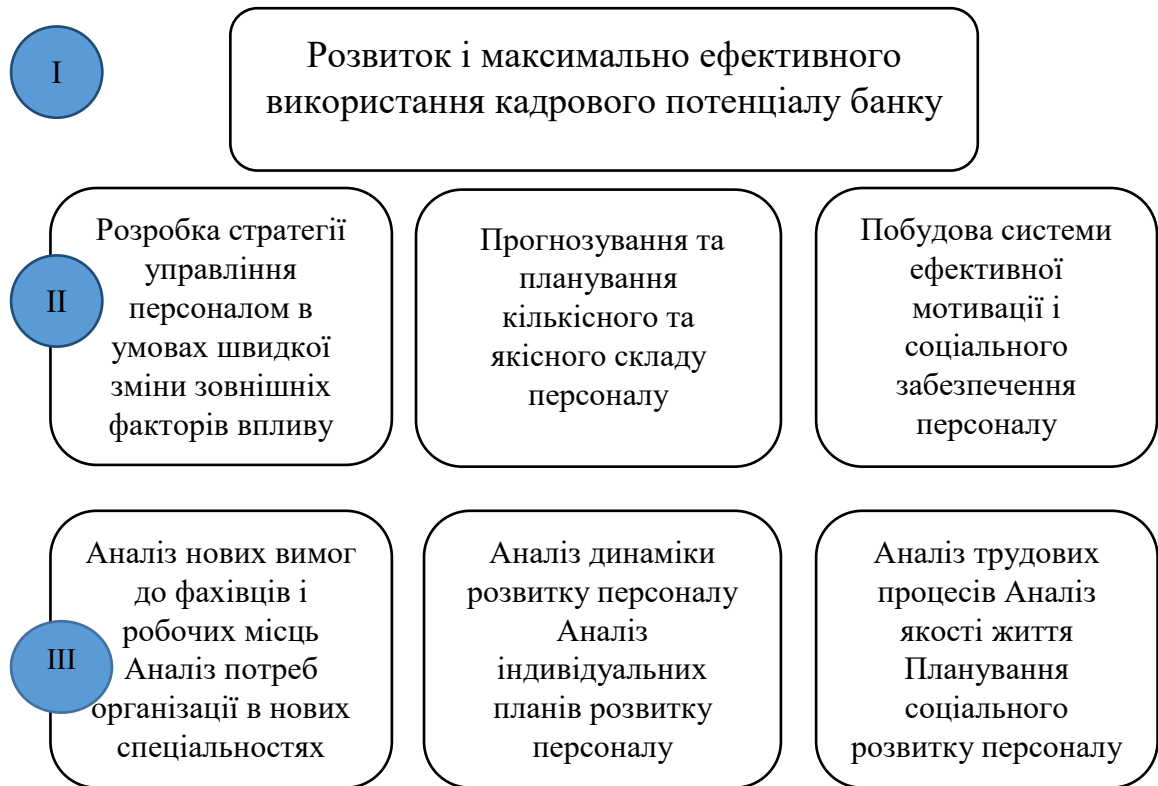 I
Розвиток і максимально ефективного
використання кадрового потенціалу банку
II
Розробка стратегії
управління
персоналом в
умовах швидкої
зміни зовнішніх
факторів впливу
Прогнозування та
планування
кількісного та
якісного складу
персоналу
Побудова системи
ефективної
мотивації і
соціального
забезпечення
персоналу
III
Аналіз нових вимог
до фахівців і
робочих місць
Аналіз потреб
організації в нових
спеціальностях
Аналіз динаміки
розвитку персоналу
Аналіз
індивідуальних
планів розвитку
персоналу
Аналіз трудових
процесів Аналіз
якості життя
Планування
соціального
розвитку персоналу